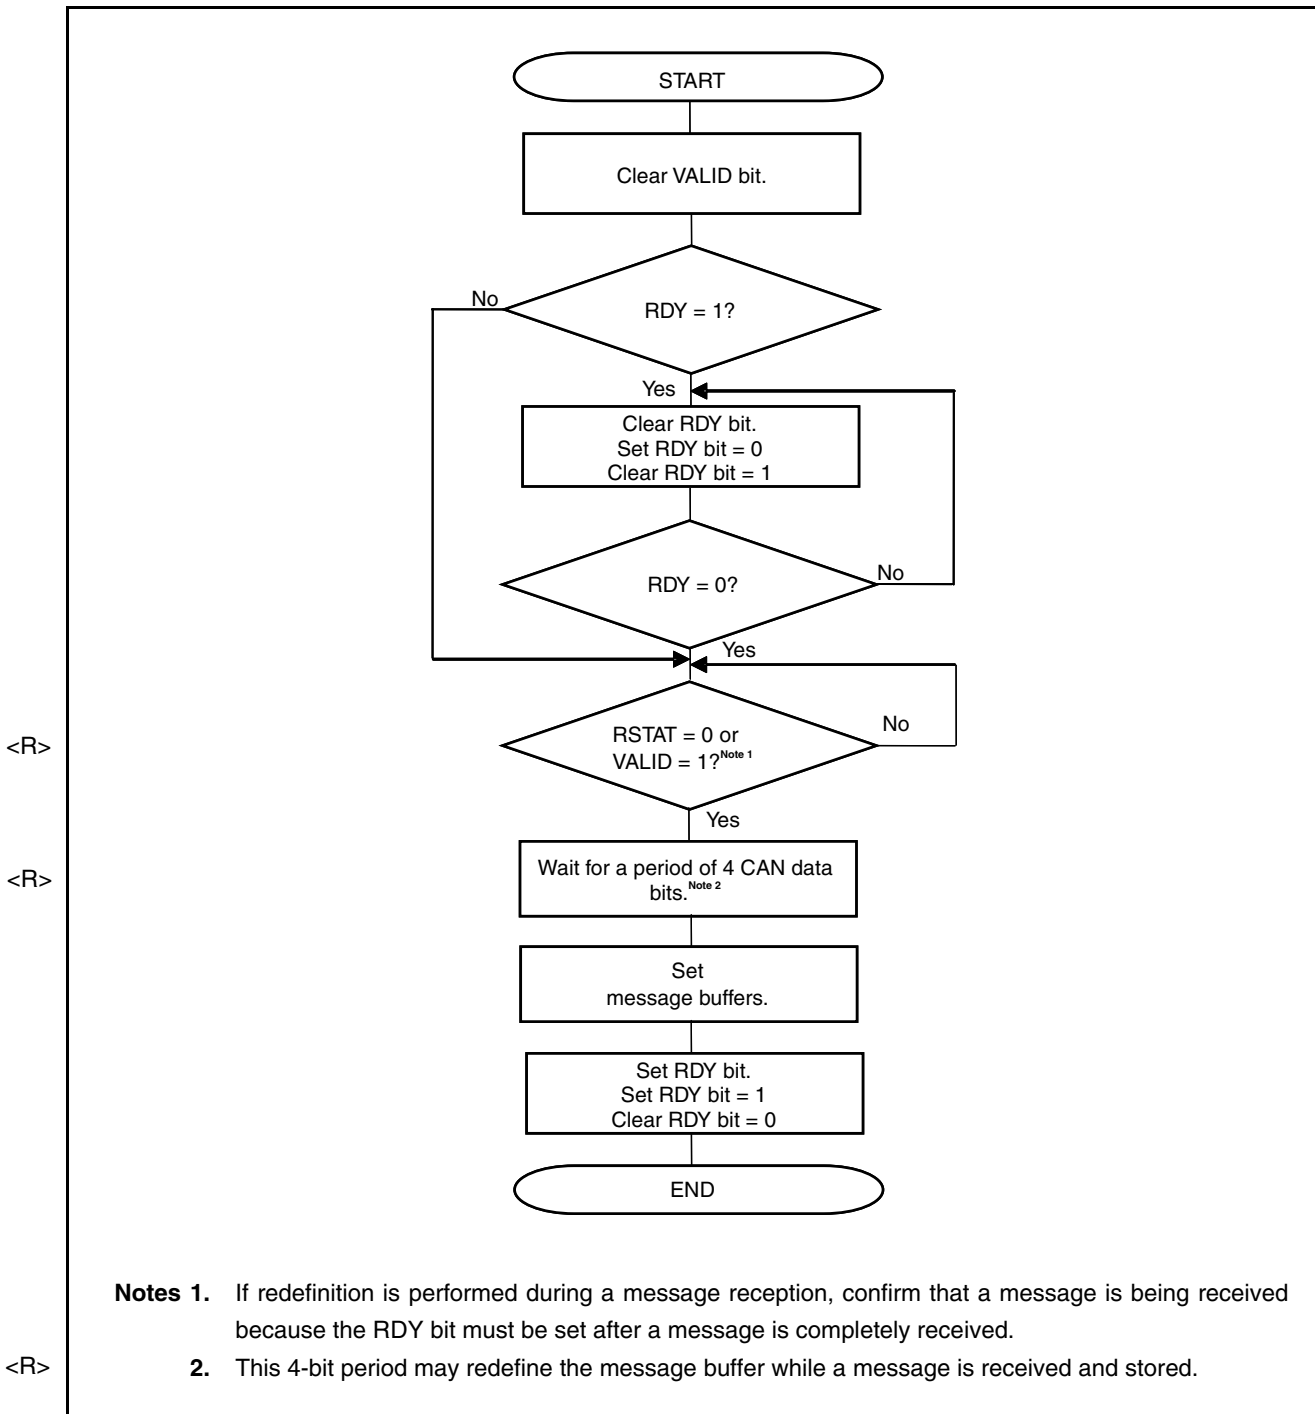 START
Clear VALID bit.
No
RDY = 1?
Yes
Clear RDY bit.
Set RDY bit = 0
Clear RDY bit = 1
RDY = 0?
No
Yes
<R>
RSTAT = 0 or
VALID = 1?Note 1
No
Yes
<R>
Wait for a period of 4 CAN data
bits.Note 2
Set
message buffers.
Set RDY bit.
Set RDY bit = 1
Clear RDY bit = 0
END
Notes 1. If redefinition is performed during a message reception, confirm that a message is being received
because the RDY bit must be set after a message is completely received.
<R> 2. This 4-bit period may redefine the message buffer while a message is received and stored.